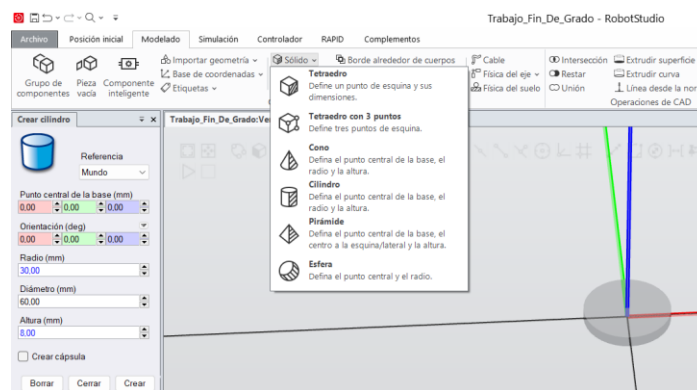 Trabajo_Fin_De_Grado - RobotStudio
Archivo Posición inicial Modelado Simulación Controlador RAPID Complementos
Grupo de componentes
Pieza vacía
Componente inteligente
Importar geometría
Base de coordenadas
Etiquetas
Sólido
Borde alrededor de cuerpos
Cable
Física del eje
Física del suelo
Intersección
Restar
Unión
Extrudir superficie
Extrudir curva
Línea desde la nor
Operaciones de CAD
Crear cilindro
Trabajo_Fin_De_Grado:Ve
Referencia
Mundo
Punto central de la base (mm)
0,00 0,00 0,00
Orientación (deg)
0,00 0,00 0,00
Radio (mm)
30,00
Diámetro (mm)
60,00
Altura (mm)
8,00
Crear cápsula
Borrar Cerrar Crear
Tetraedro
Define un punto de esquina y sus
dimensiones.
Tetraedro con 3 puntos
Define tres puntos de esquina.
Cono
Defina el punto central de la base, el
radio y la altura.
Cilindro
Defina el punto central de la base, el
radio y la altura.
Pirámide
Defina el punto central de la base, el
centro a la esquina/lateral y la altura.
Esfera
Defina el punto central y el radio.